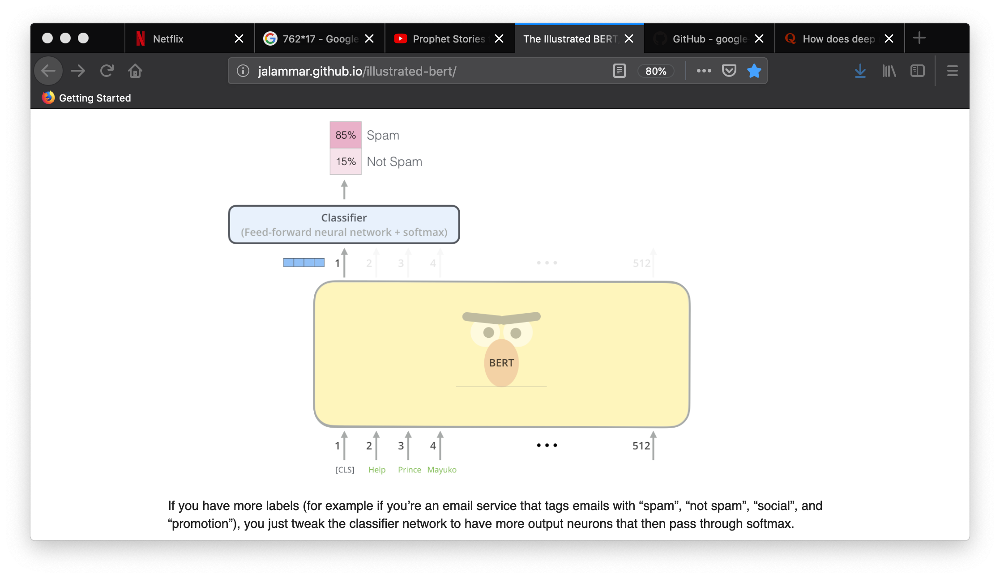 Netflix
762*17 - Google
Prophet Stories
The Illustrated BERT,
GitHub - google-
How does deep
jalammar.github.io/illustrated-bert/
80%
Getting Started
85% Spam
15% Not Spam
Classifier
(Feed-forward neural network + softmax)
1 2 3 4 ••• 512
BERT
1 2 3 4 ••• 512
[CLS] Help Prince Mayuko
If you have more labels (for example if you’re an email service that tags emails with “spam”, “not spam”, “social”, and
“promotion”), you just tweak the classifier network to have more output neurons that then pass through softmax.